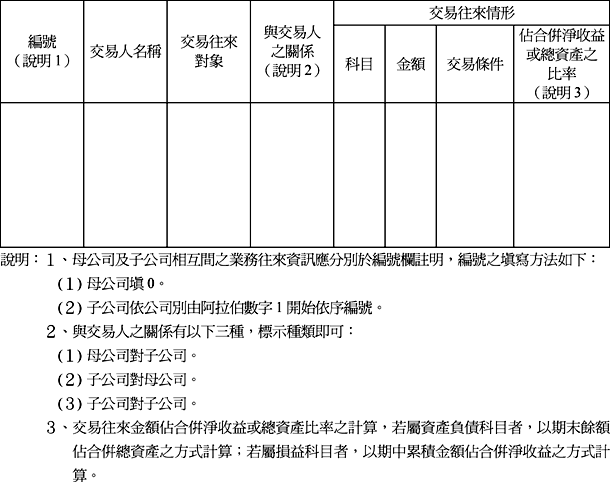 編號
（說明1）
交易人名稱
交易往來
對象
與交易人
之關係
（說明2）
交易往來情形
科目
金額
交易條件
佔合併淨收益
或總資產之
比率
（說明3）
說明：１、母公司及子公司相互間之業務往來資訊應分別於編號欄註明，編號之填寫方法如下：
(1) 母公司填0。
(2) 子公司依公司別由阿拉伯數字1開始依序編號。
２、與交易人之關係有以下三種，標示種類即可：
(1) 母公司對子公司。
(2) 子公司對母公司。
(3) 子公司對子公司。
３、交易往來金額佔合併淨收益或總資產比率之計算，若屬資產負債科目者，以期末餘額
佔合併總資產之方式計算；若屬損益科目者，以期中累積金額佔合併淨收益之方式計
算。